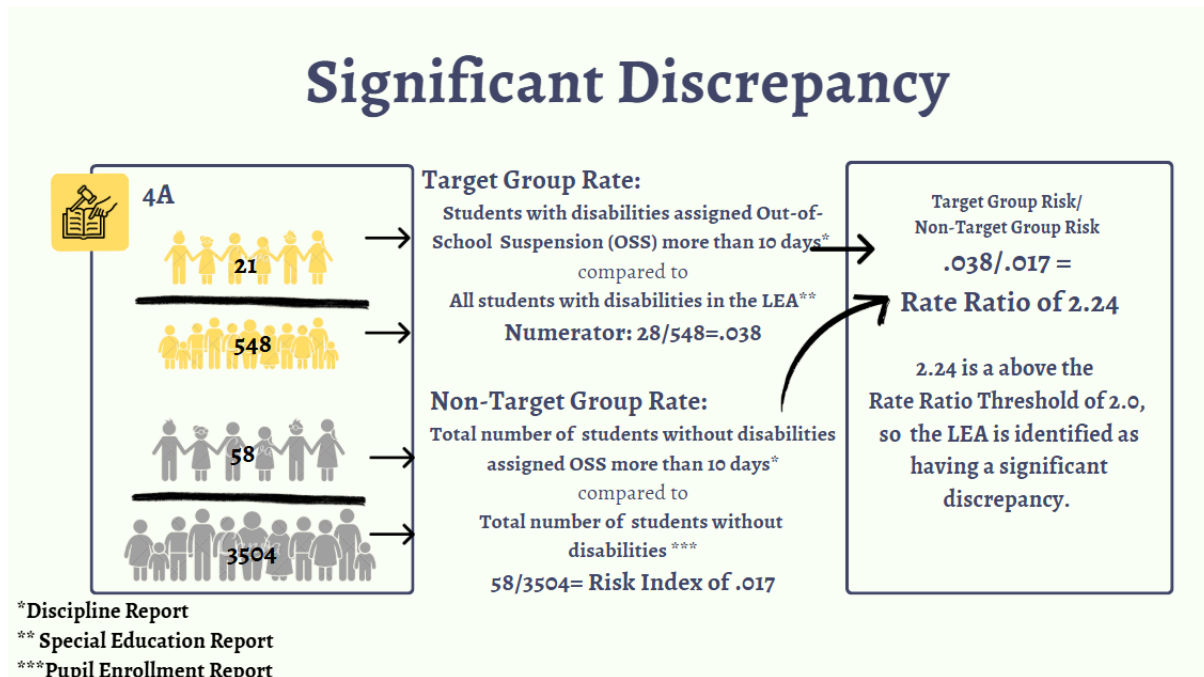 Significant Discrepancy
4A
21
548
58
3504
Target Group Rate:
Students with disabilities assigned Out-of-
School Suspension (OSS) more than 10 days*
compared to
All students with disabilities in the LEA**
Numerator: 28/548=.038
Non-Target Group Rate:
Total number of students without disabilities
assigned OSS more than 10 days*
compared to
Total number of students without
disabilities ***
58/3504= Risk Index of .017
Target Group Risk/
Non-Target Group Risk
.038/.017 =
Rate Ratio of 2.24
2.24 is a above the
Rate Ratio Threshold of 2.0,
so the LEA is identified as
having a significant
discrepancy.
*Discipline Report
** Special Education Report
***Pupil Enrollment Report